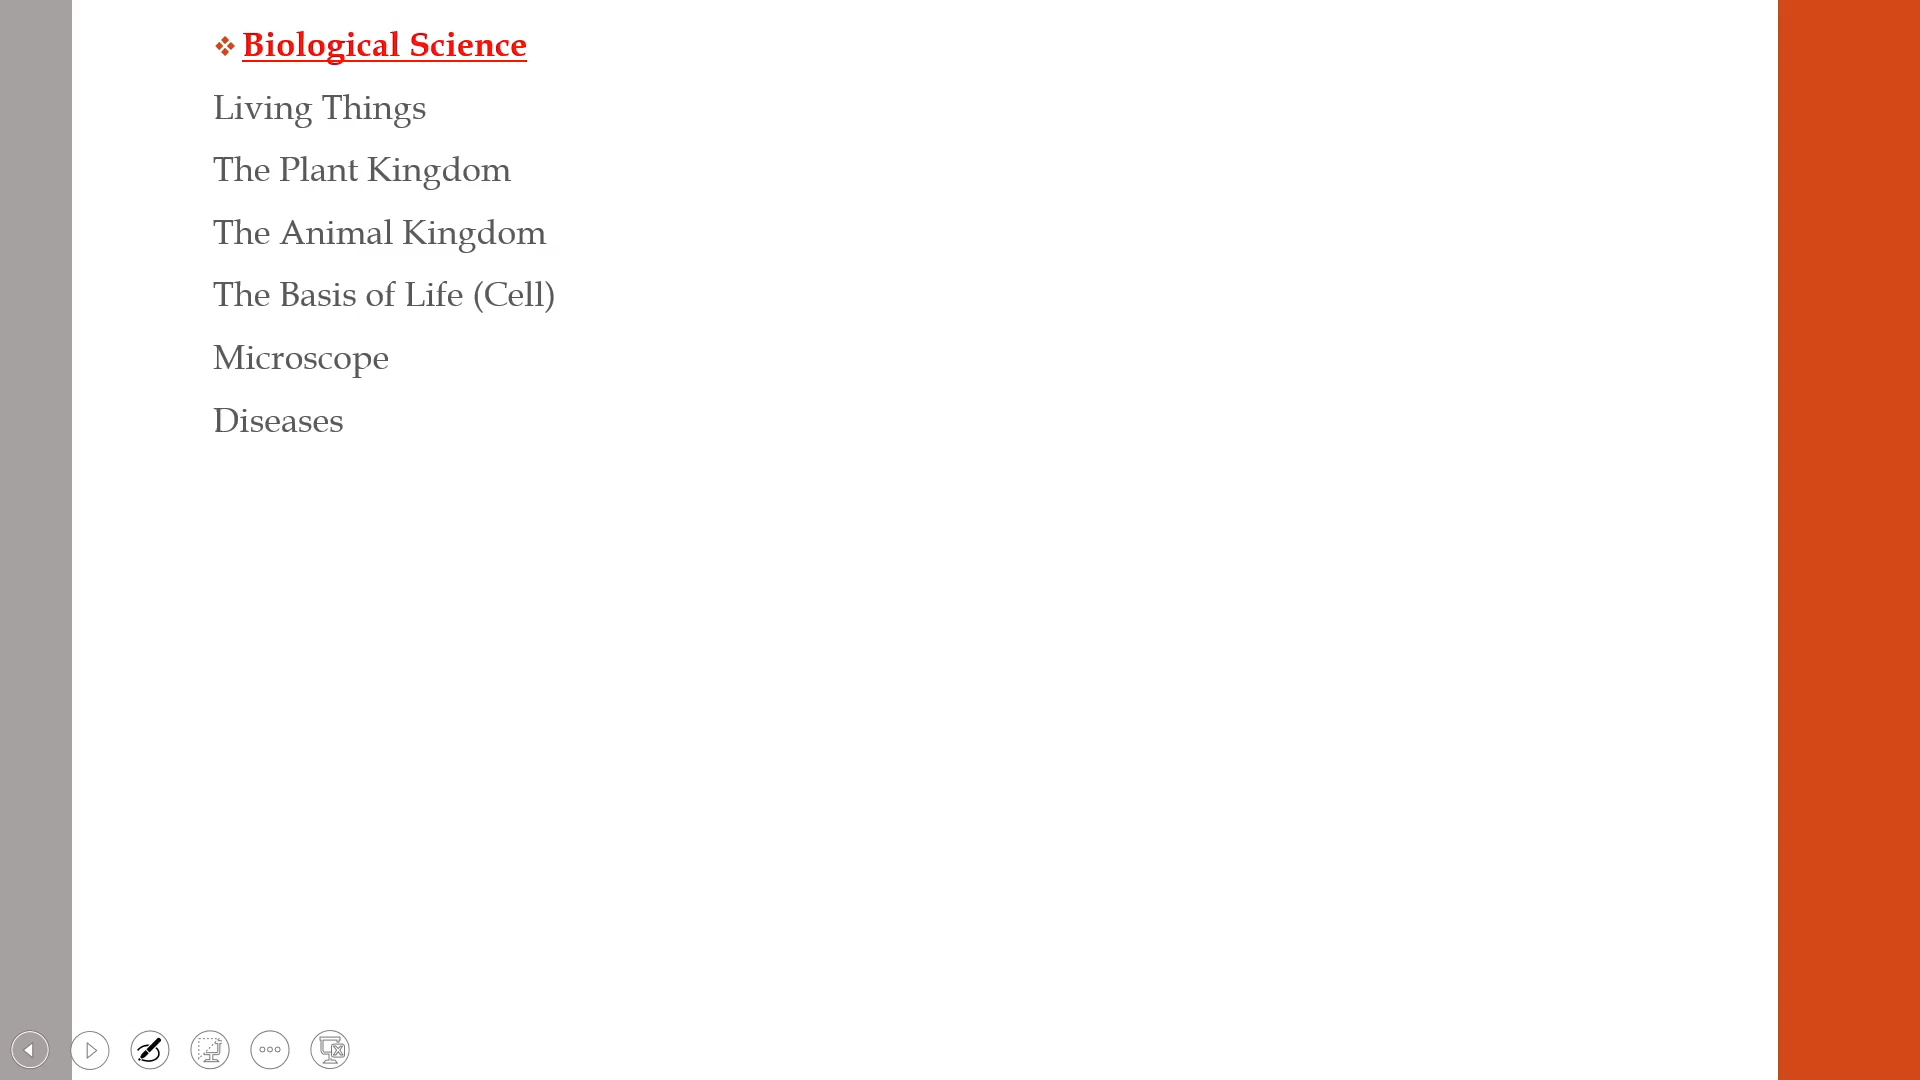 ❖ Biological Science
Living Things
The Plant Kingdom
The Animal Kingdom
The Basis of Life (Cell)
Microscope
Diseases